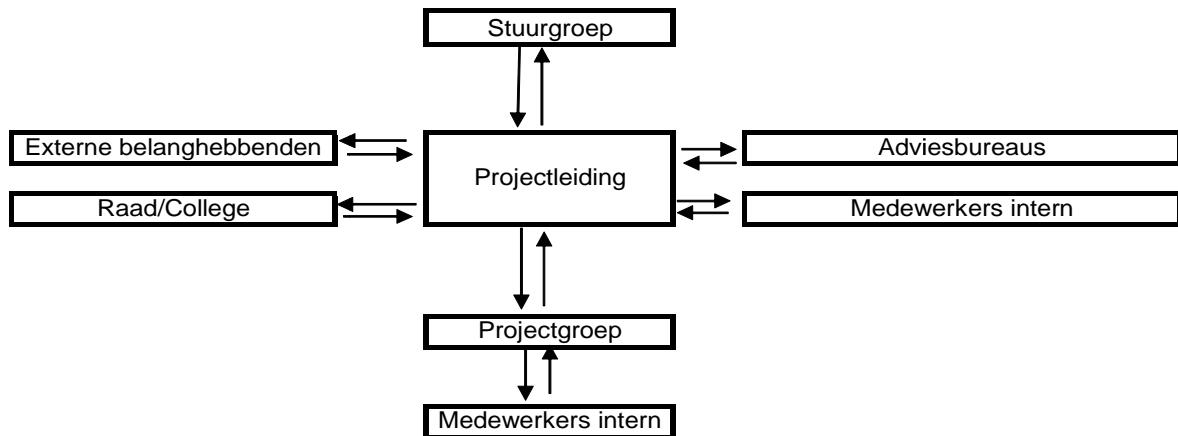 Stuurgroep
Externe belanghebbenden
Projectleiding
Adviesbureaus
Raad/College
Medewerkers intern
Projectgroep
Medewerkers intern